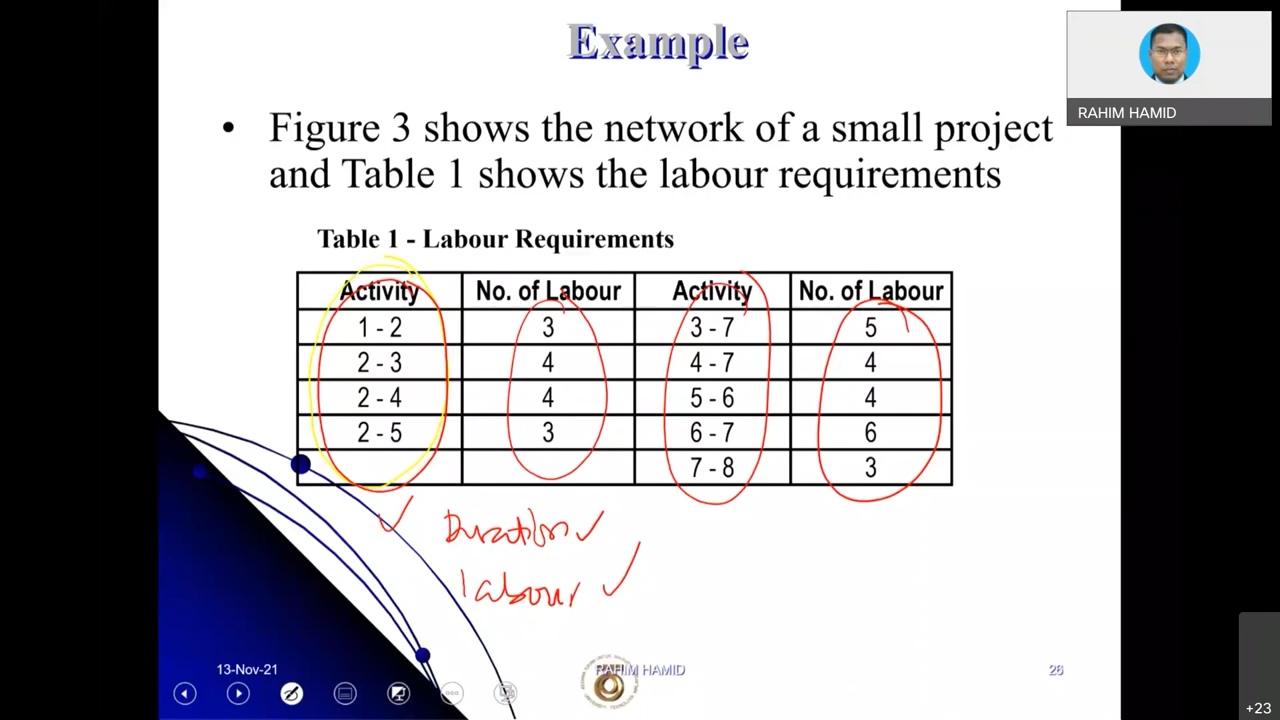 Example
RAHIM HAMID
• Figure 3 shows the network of a small project
and Table 1 shows the labour requirements
Table 1 - Labour Requirements
Activity No. of Labour Activity No. of Labour
1 - 2 3 3 - 7 5
2 - 3 4 4 - 7 4
2 - 4 4 5 - 6 4
2 - 5 3 6 - 7 6
7 - 8 3
Duration
labour
13-Nov-21 RAHIM HAMID 26
+23